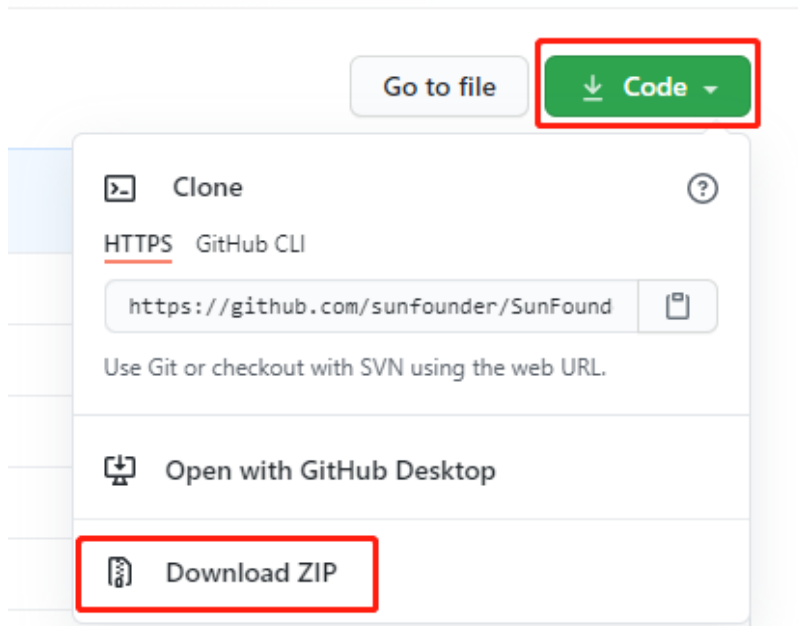 Go to file
Code
Clone
HTTPS GitHub CLI
https://github.com/sunfounder/SunFound
Use Git or checkout with SVN using the web URL.
Open with GitHub Desktop
Download ZIP